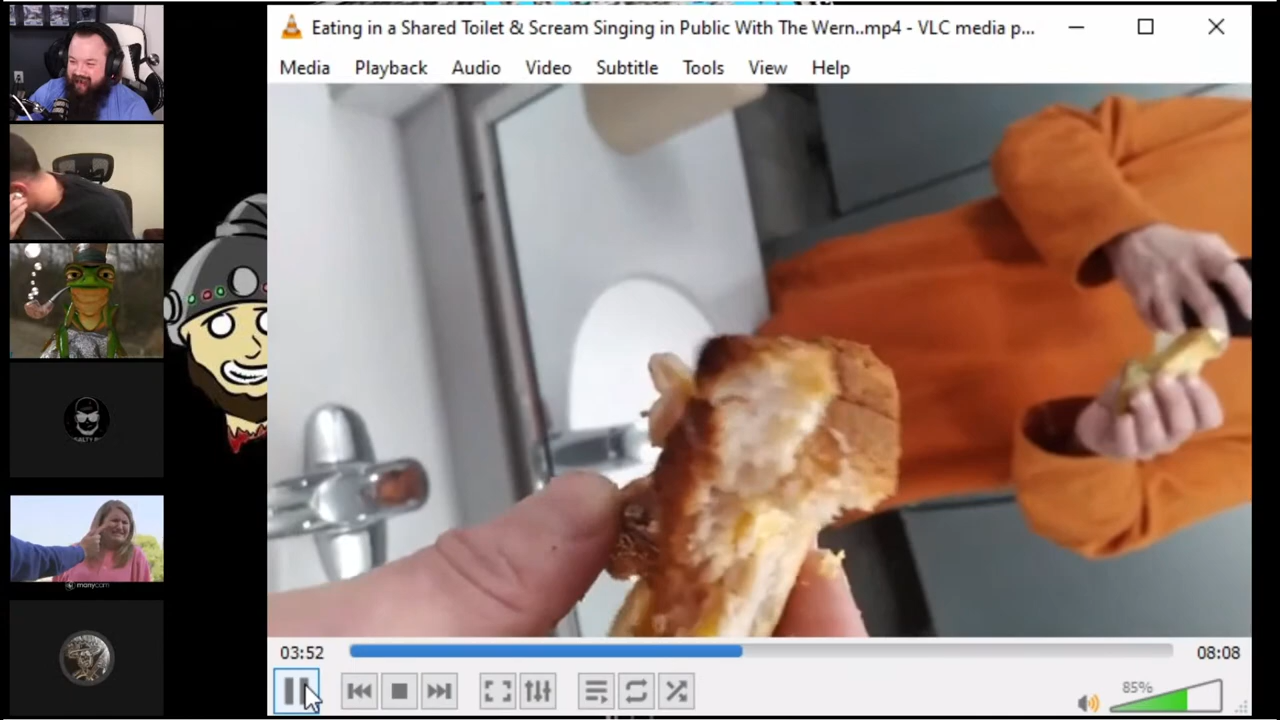 Eating in a Shared Toilet & Scream Singing in Public With The Wern..mp4 - VLC media p...
Media Playback Audio Video Subtitle Tools View Help
manycam
03:52
08:08
85%